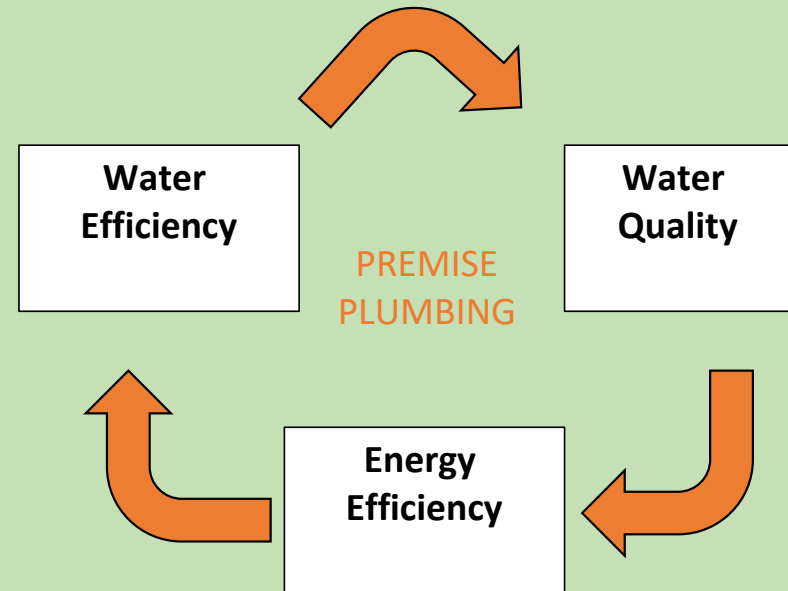 Water
Efficiency
Water
Quality
PREMISE
PLUMBING
Energy
Efficiency